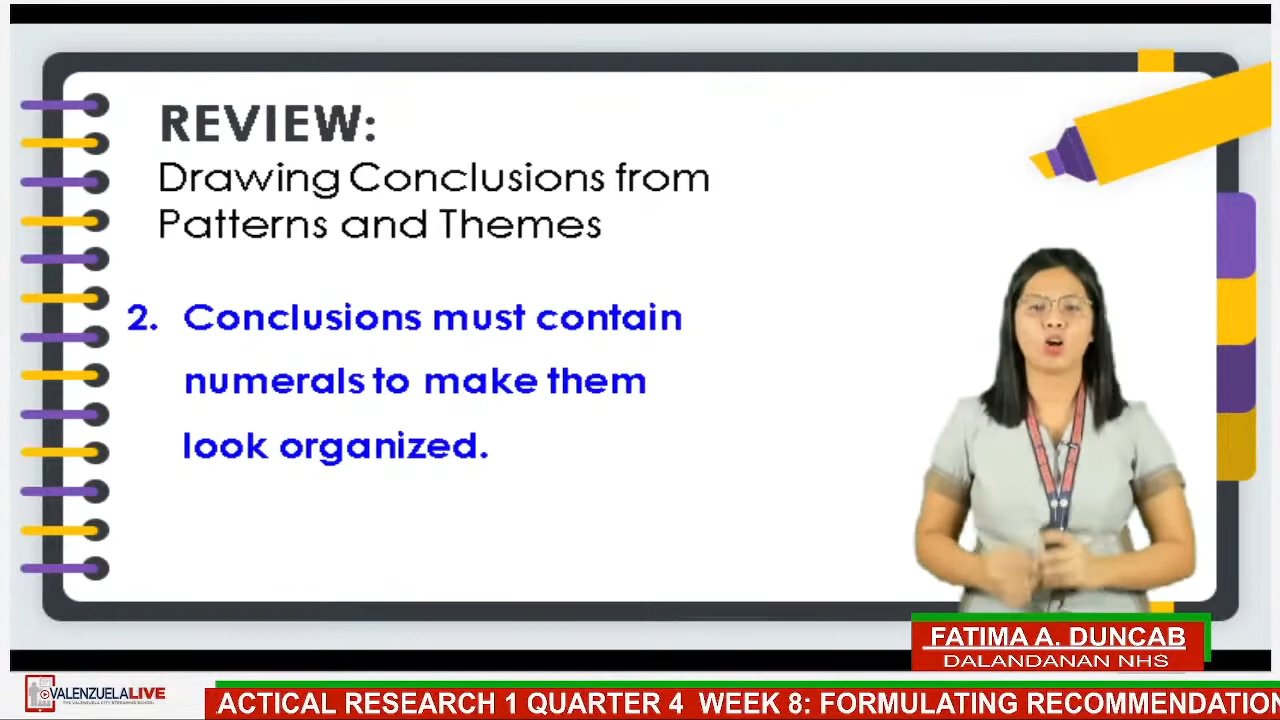 REVIEW:
Drawing Conclusions from
Patterns and Themes
2. Conclusions must contain
numerals to make them
look organized.
FATIMA A. DUNCAB
DALANDANAN NHS
VALENZUELALIVE
THE VALENZUELA CITY STREAMING SCHOOL
ACTICAL RESEARCH 1 QUARTER 4 WEEK 8: FORMULATING RECOMMENDATION